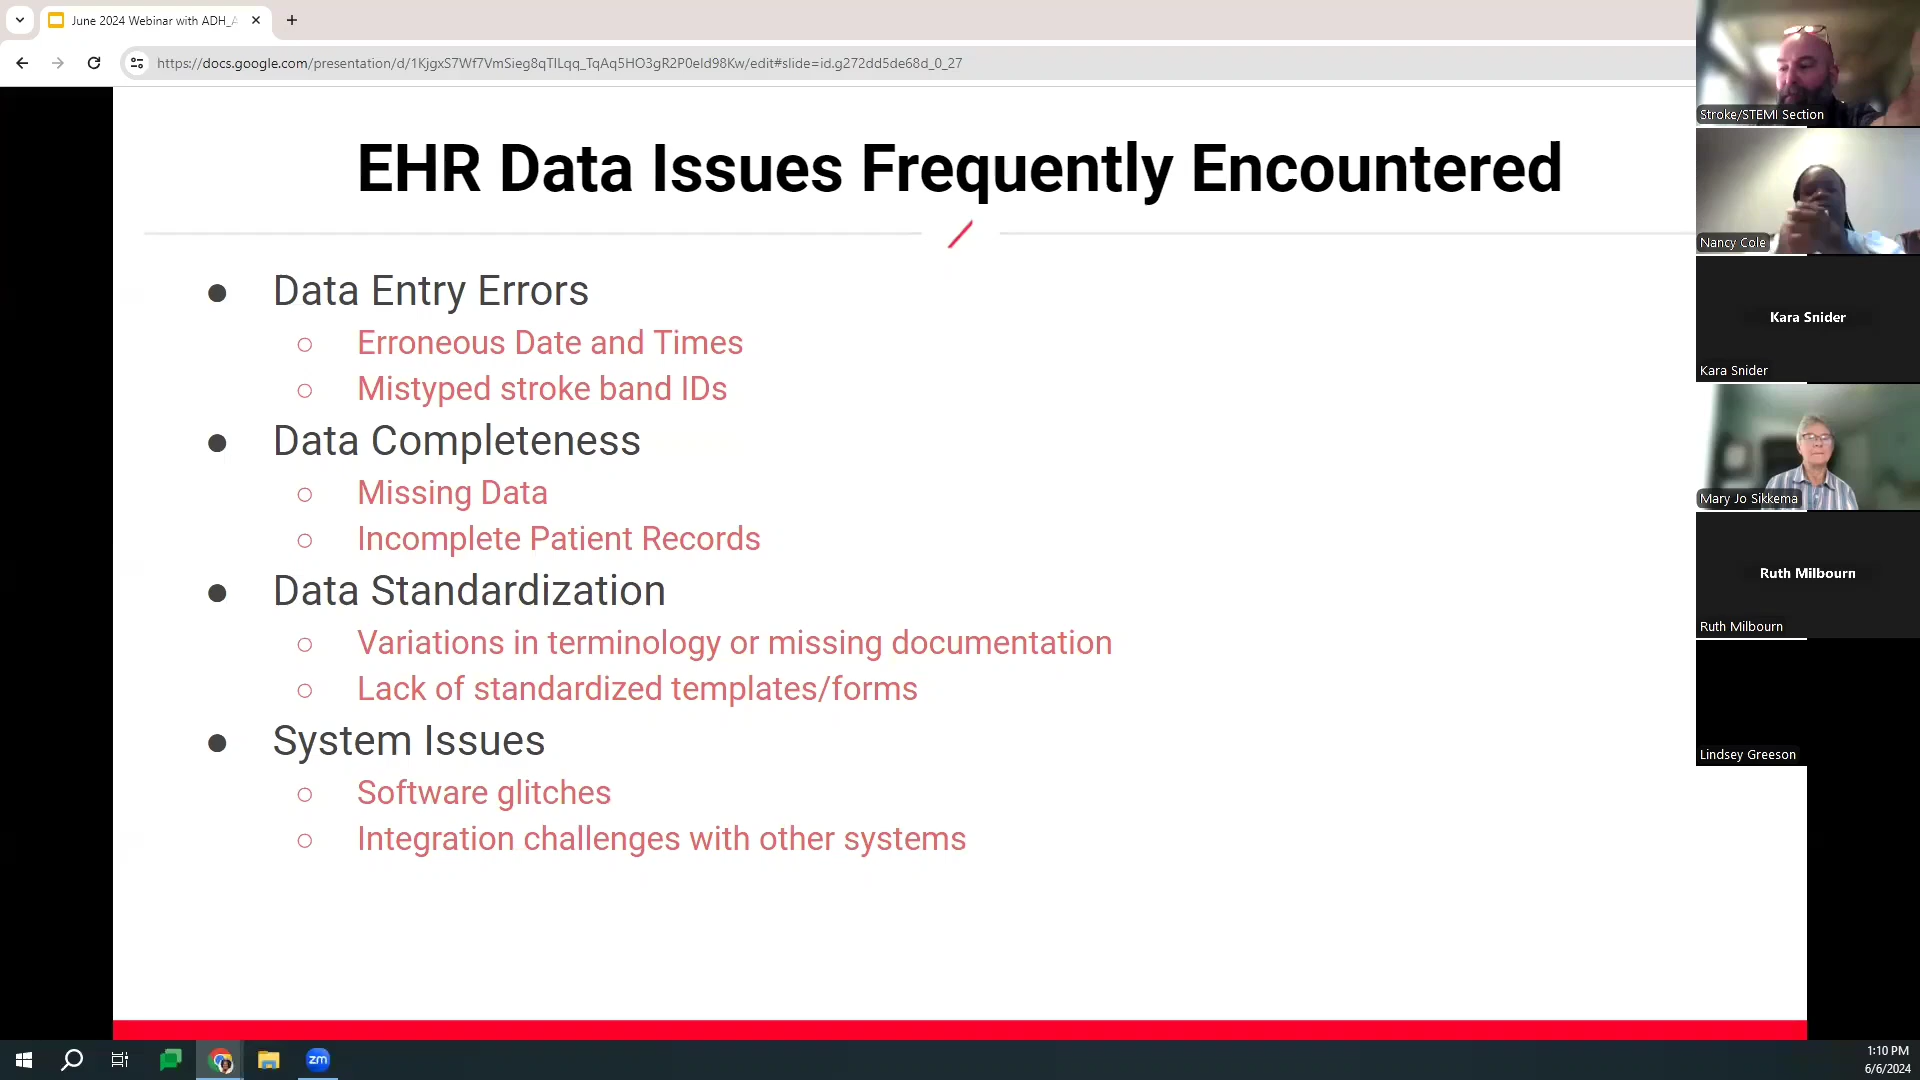 June 2024 Webinar with ADH_A
https://docs.google.com/presentation/d/1KjgxS7Wf7VmSieg8qTlLqq_TqAq5HO3gR2P0eld98Kw/edit#slide=id.g272dd5de68d_0_27
EHR Data Issues Frequently Encountered
● Data Entry Errors
○ Erroneous Date and Times
○ Mistyped stroke band IDs
● Data Completeness
○ Missing Data
○ Incomplete Patient Records
● Data Standardization
○ Variations in terminology or missing documentation
○ Lack of standardized templates/forms
● System Issues
○ Software glitches
○ Integration challenges with other systems
Stroke/STEMI Section
Nancy Cole
Kara Snider
Kara Snider
Mary Jo Sikkema
Ruth Milbourn
Ruth Milbourn
Lindsey Greeson
zm
1:10 PM
6/6/2024